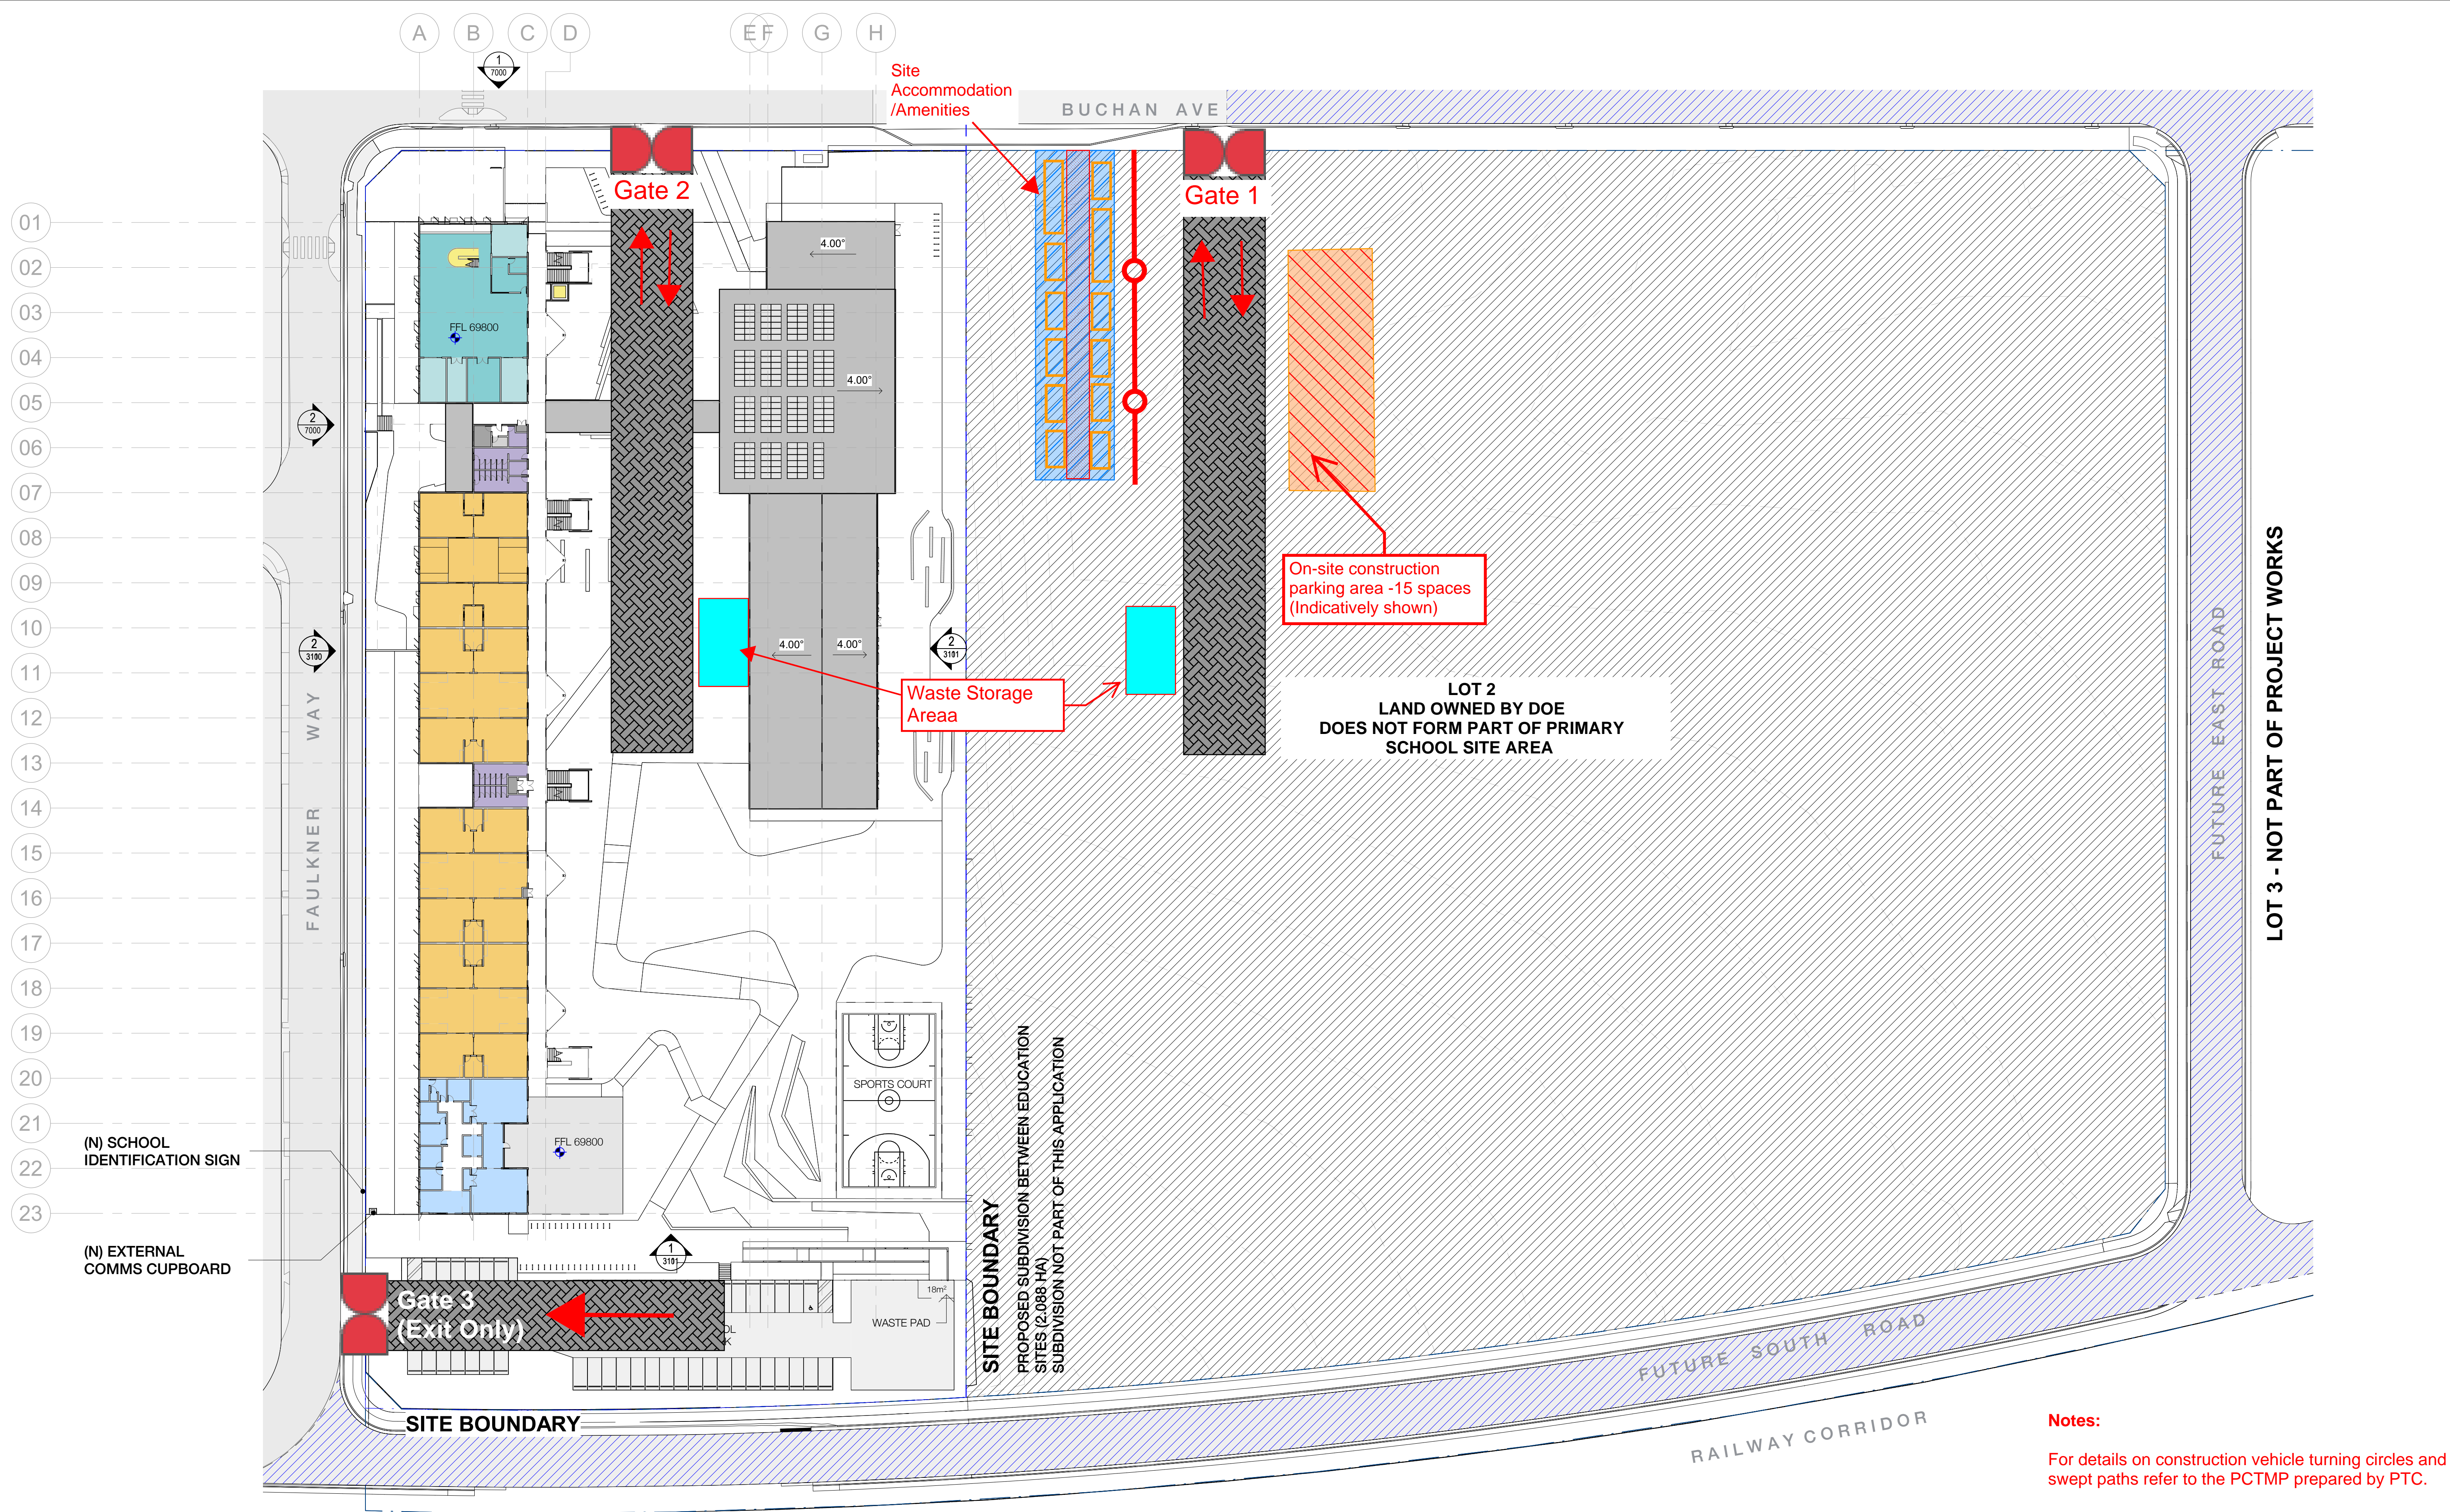 A
B
C
D
E
F
G
H
1
7000
Site
Accommodation
/Amenities
BUCHAN AVE
Gate 2
Gate 1
01
02
03
04
05
06
07
08
09
10
11
12
13
14
15
16
17
18
19
20
21
22
23
4.00°
FFL 69800
4.00°
2
7000
On-site construction
parking area -15 spaces
(Indicatively shown)
2
3100
4.00°
4.00°
2
3101
Waste Storage
Areaa
LOT 2
LAND OWNED BY DOE
DOES NOT FORM PART OF PRIMARY
SCHOOL SITE AREA
FAULKNER WAY
FUTURE EAST ROAD
LOT 3 - NOT PART OF PROJECT WORKS
SPORTS COURT
FFL 69800
(N) SCHOOL
IDENTIFICATION SIGN
(N) EXTERNAL
COMMS CUPBOARD
1
3101
SITE BOUNDARY
PROPOSED SUBDIVISION BETWEEN EDUCATION
SITES (2.088 HA)
SUBDIVISION NOT PART OF THIS APPLICATION
Gate 3
(Exit Only)
OL
K
18m²
WASTE PAD
SITE BOUNDARY
FUTURE SOUTH ROAD
RAILWAY CORRIDOR
Notes:
For details on construction vehicle turning circles and
swept paths refer to the PCTMP prepared by PTC.